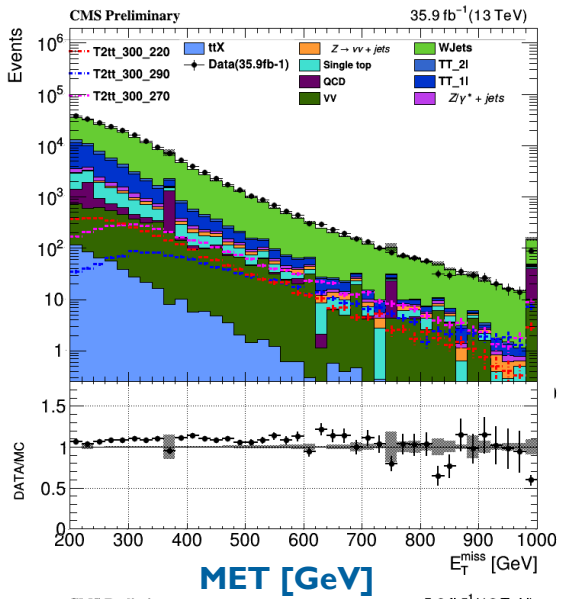 CMS Preliminary 35.9 fb⁻¹ (13 TeV)
Events
10⁶
10⁵
10⁴
10³
10²
10
1
T2tt_300_220
T2tt_300_290
T2tt_300_270
ttX
Data(35.9fb-1)
Z → νν + jets
Single top
QCD
VV
WJets
TT_2l
TT_1l
Z/γ* + jets
DATA/MC
1.5
1
0.5
0
200 300 400 500 600 700 800 900 1000
E_T^miss [GeV]
MET [GeV]